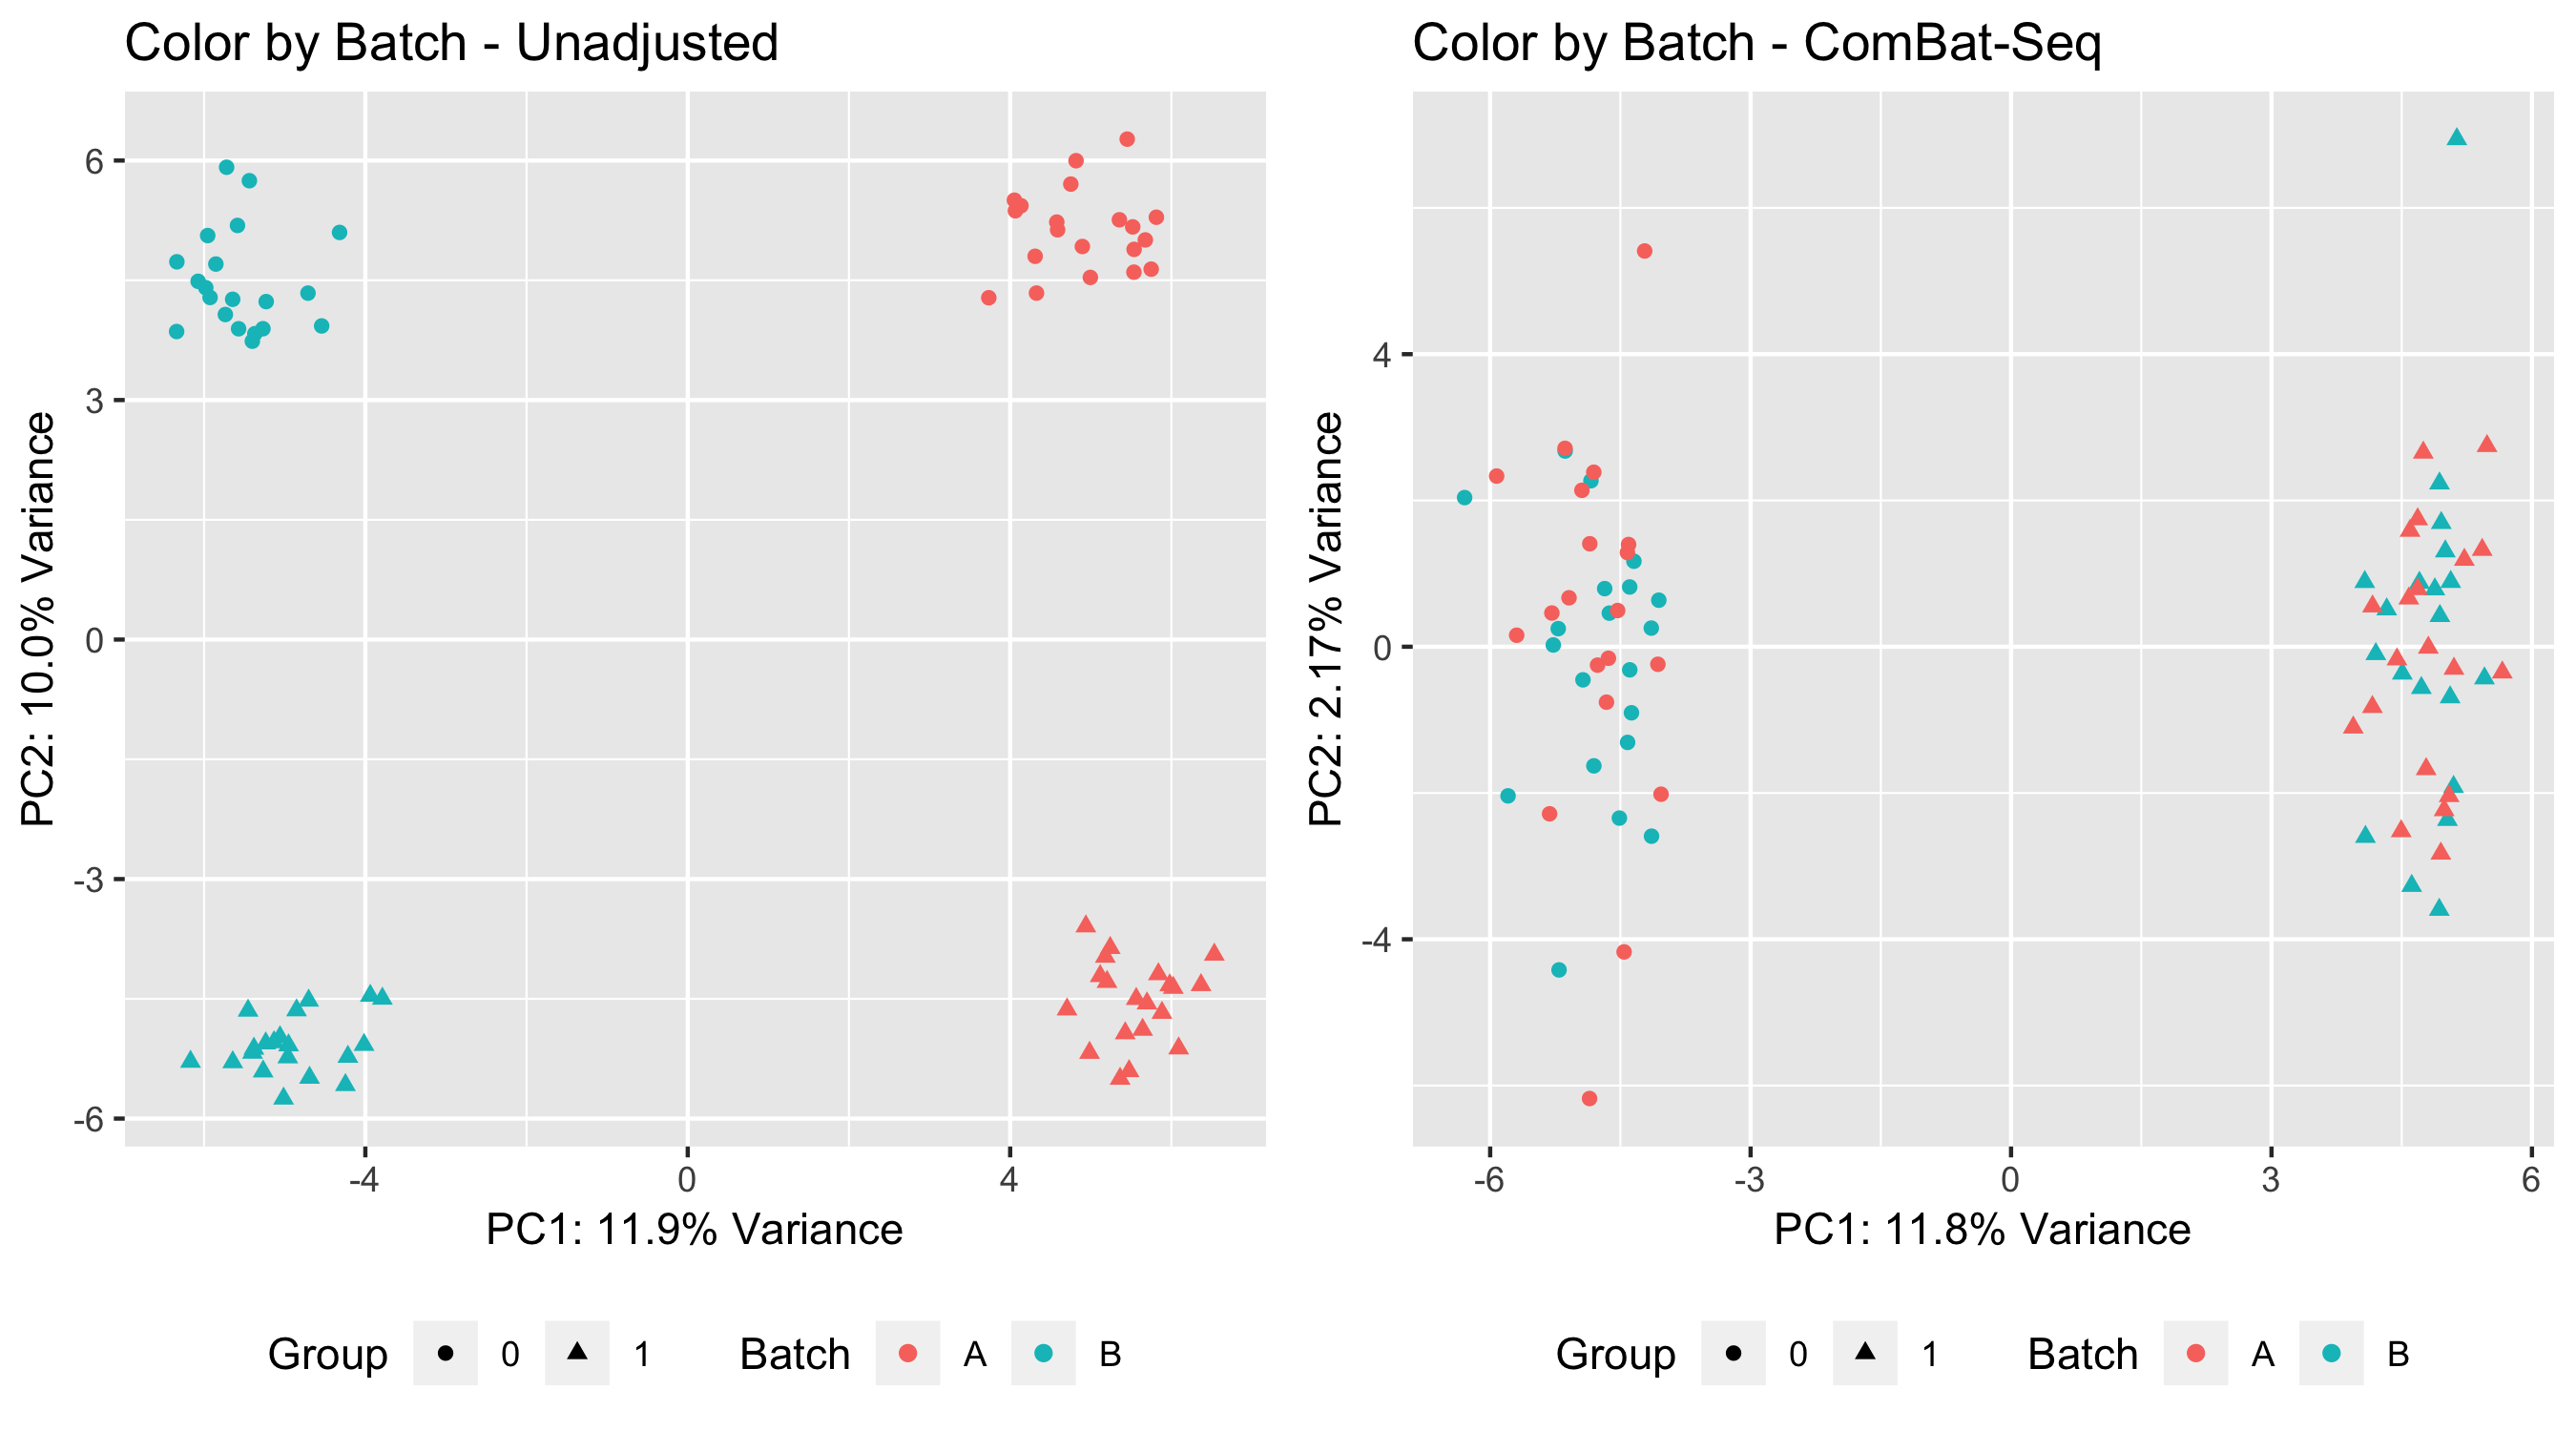 Color by Batch - Unadjusted
6
3
0
-3
-6
PC2: 10.0% Variance
-4 0 4
PC1: 11.9% Variance
Group 0 1 Batch A B
Color by Batch - ComBat-Seq
4
0
-4
PC2: 2.17% Variance
-6 -3 0 3 6
PC1: 11.8% Variance
Group 0 1 Batch A B